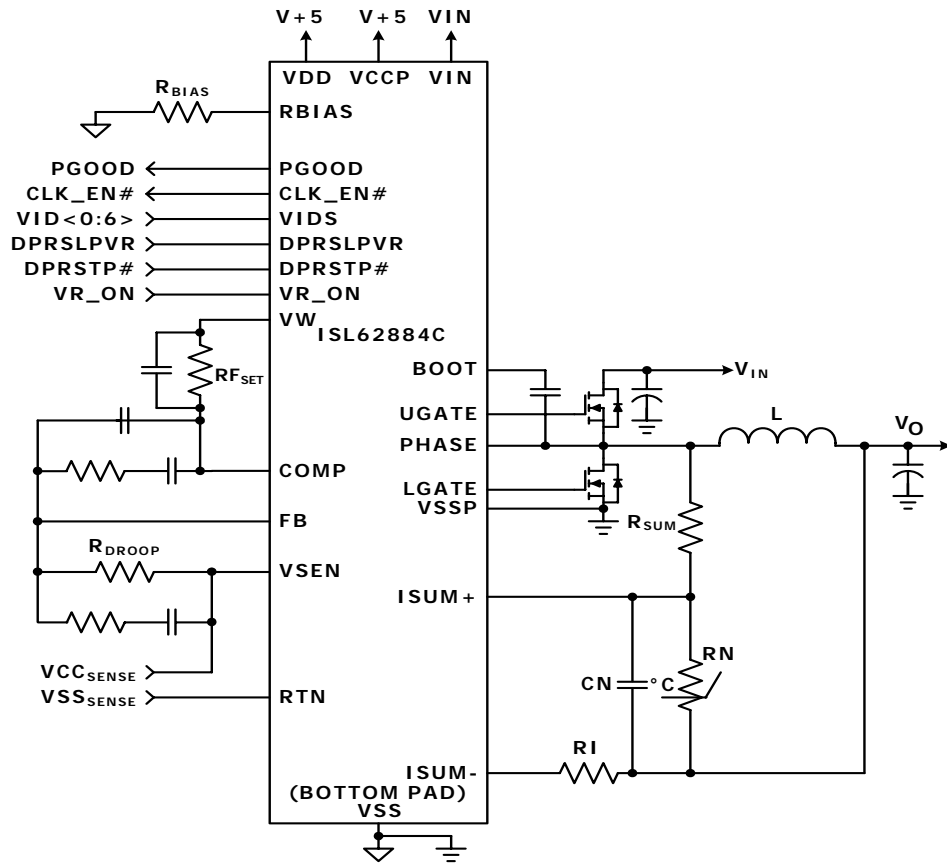 V+5 V+5 VIN
VDD VCCP VIN
RBIAS
RBIAS
PGOOD PGOOD
CLK_EN# CLK_EN#
VID<0:6> VIDS
DPRSLPVR DPRSLPVR
DPRSTP# DPRSTP#
VR_ON VR_ON
VW
ISL62884C
RFSET
BOOT
VIN
UGATE
L
VO
PHASE
COMP
LGATE
VSSP
RSUM
FB
RDROOP
VSEN
ISUM+
RN
VCCSENSE
CN °C
VSSSENSE RTN
RI
ISUM-
(BOTTOM PAD)
VSS